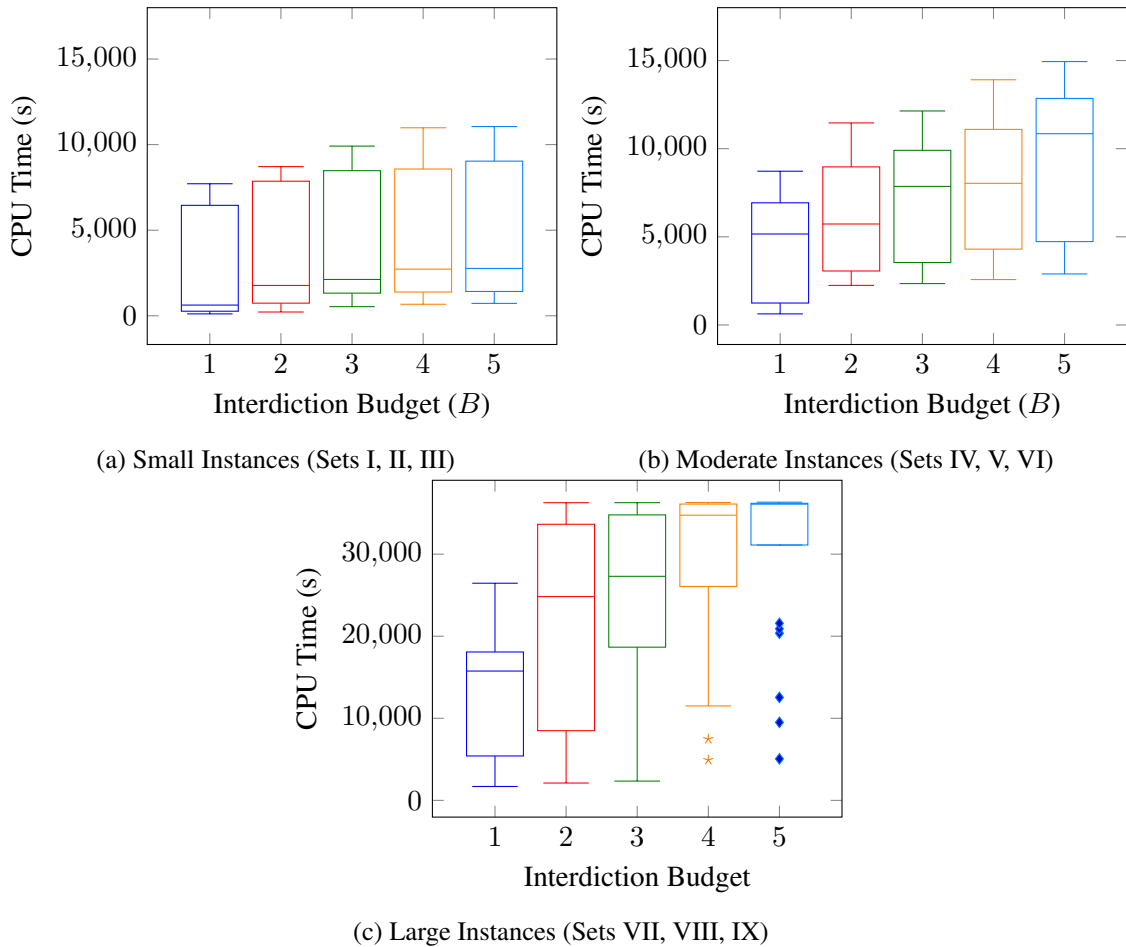 15,000
10,000
5,000
0
CPU Time (s)
1 2 3 4 5
Interdiction Budget (B)
(a) Small Instances (Sets I, II, III)
15,000
10,000
5,000
0
CPU Time (s)
1 2 3 4 5
Interdiction Budget (B)
(b) Moderate Instances (Sets IV, V, VI)
30,000
20,000
10,000
0
CPU Time (s)
1 2 3 4 5
Interdiction Budget
(c) Large Instances (Sets VII, VIII, IX)